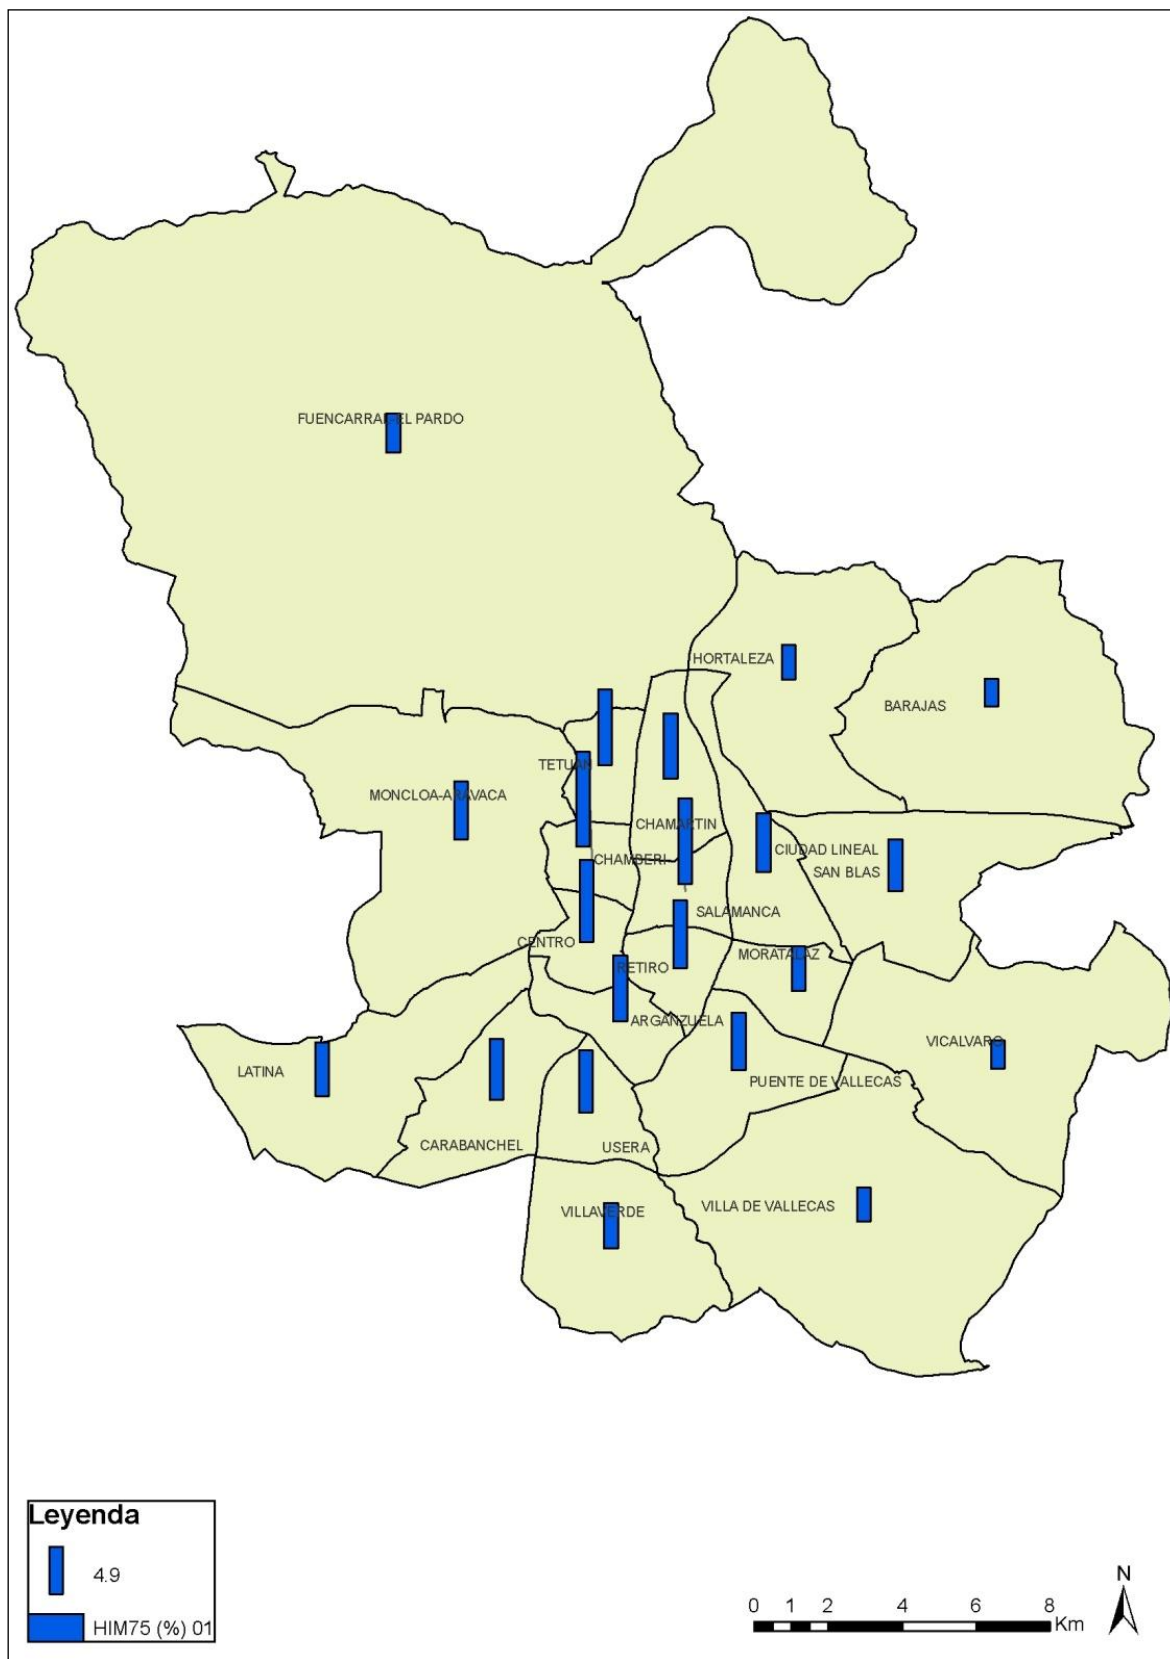 FUENCARRAL-EL PARDO
HORTALEZA
BARAJAS
TETUAN
MONCLOA-ARAVACA
CHAMARTIN
CIUDAD LINEAL
CHAMBERI
SAN BLAS
SALAMANCA
CENTRO
MORATALAZ
RETIRO
ARGANZUELA
VICALVARO
LATINA
PUENTE DE VALLECAS
CARABANCHEL
USERA
VILLA DE VALLECAS
VILLAVERDE
Leyenda
4.9
HIM75 (%) 01
N
0 1 2 4 6 8
Km